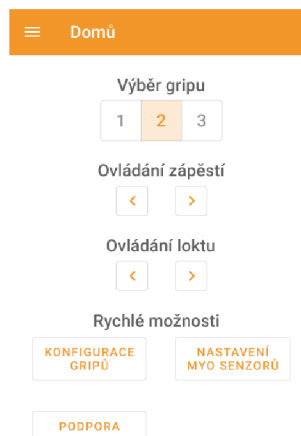 Domů
Výběr gripu
1 2 3
Ovládání zápěstí
Ovládání loktu
Rychlé možnosti
KONFIGURACE GRIPŮ
NASTAVENÍ MYO SENZORŮ
PODPORA